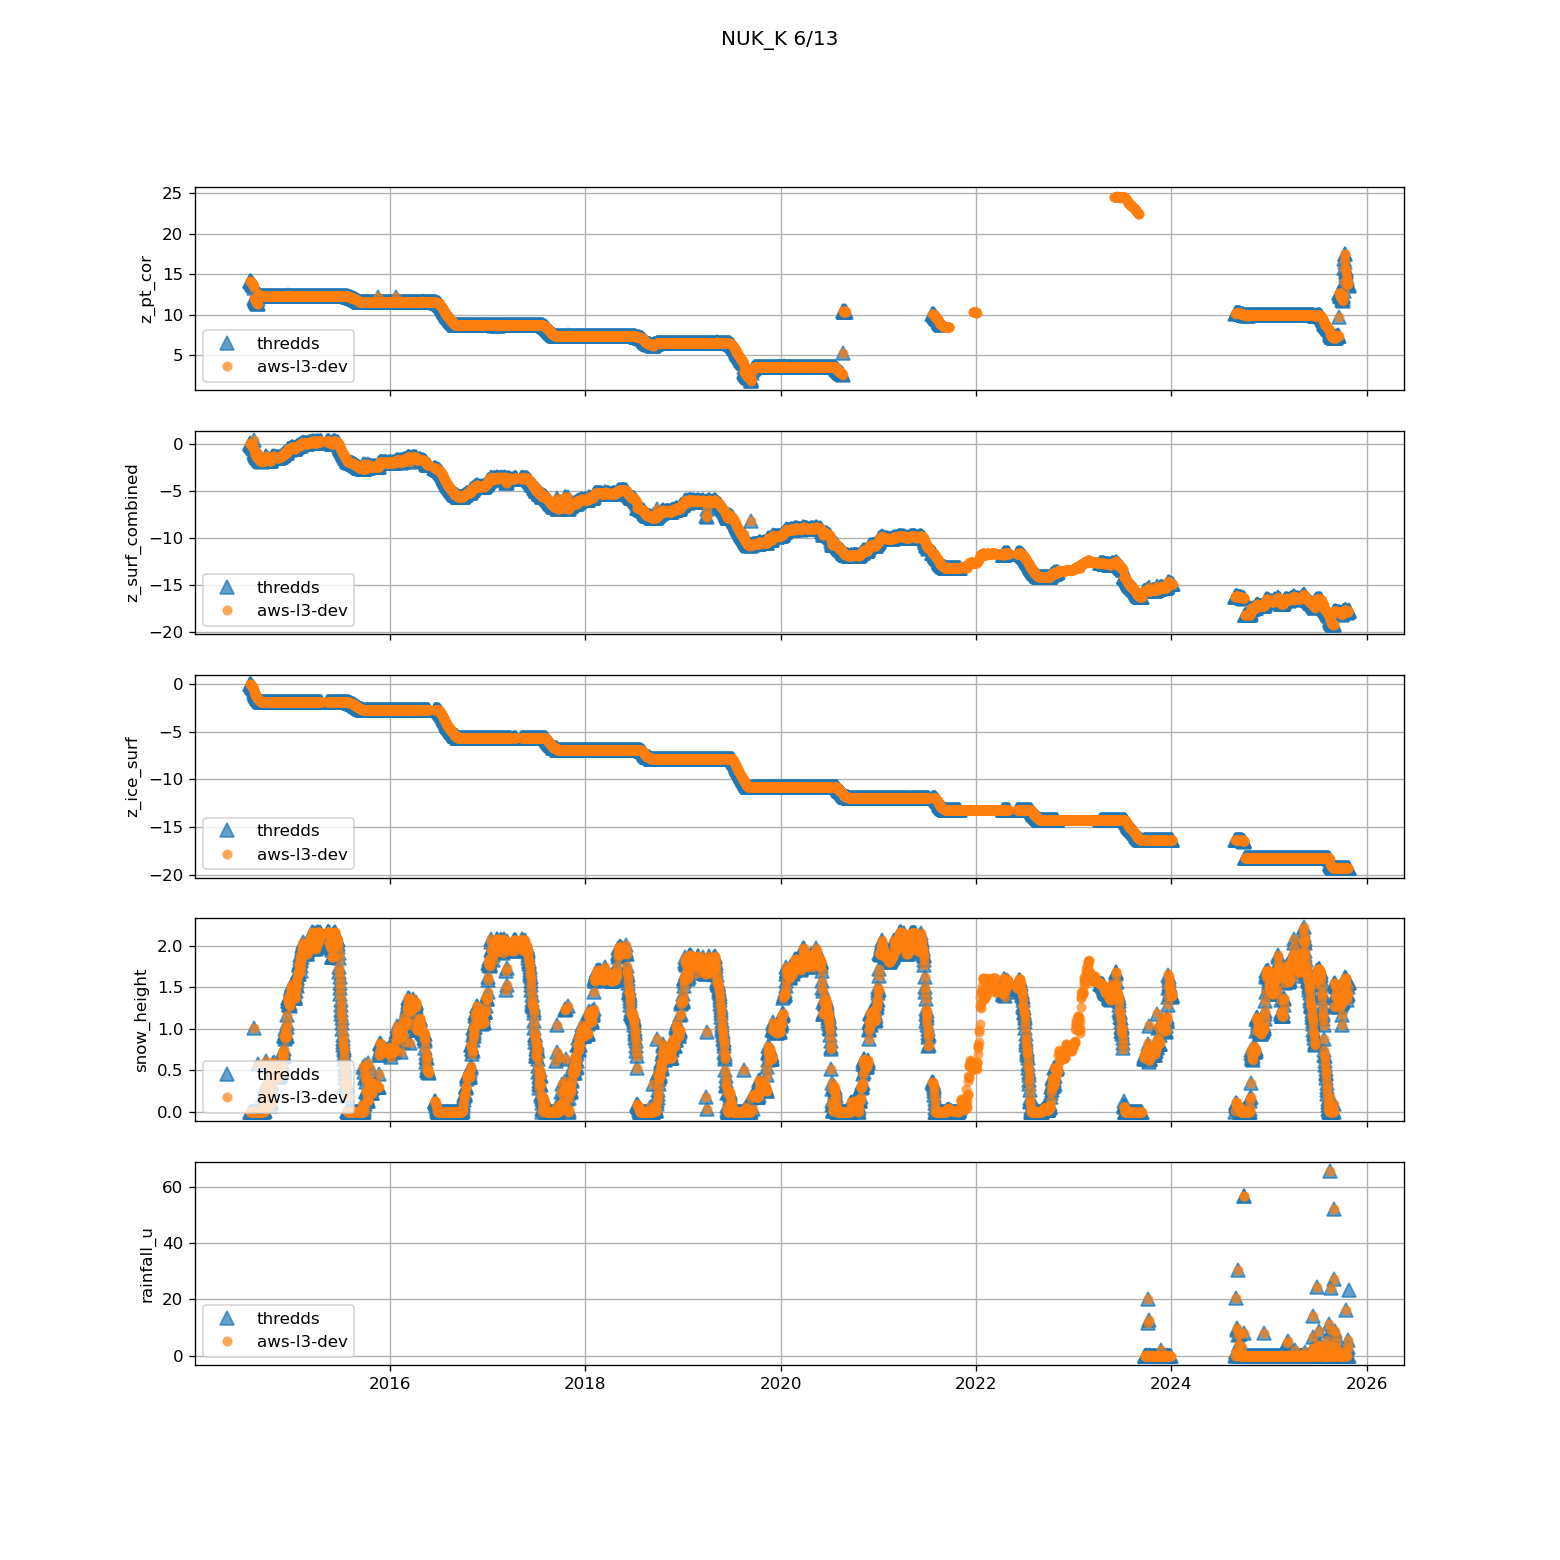 NUK_K 6/13
25
20
15
10
5
z_pt_cor
thredds
aws-l3-dev
0
−5
−10
−15
−20
z_surf_combined
thredds
aws-l3-dev
0
−5
−10
−15
−20
z_ice_surf
thredds
aws-l3-dev
2.0
1.5
1.0
0.5
0.0
snow_height
thredds
aws-l3-dev
60
40
20
0
rainfall_u
thredds
aws-l3-dev
2016 2018 2020 2022 2024 2026